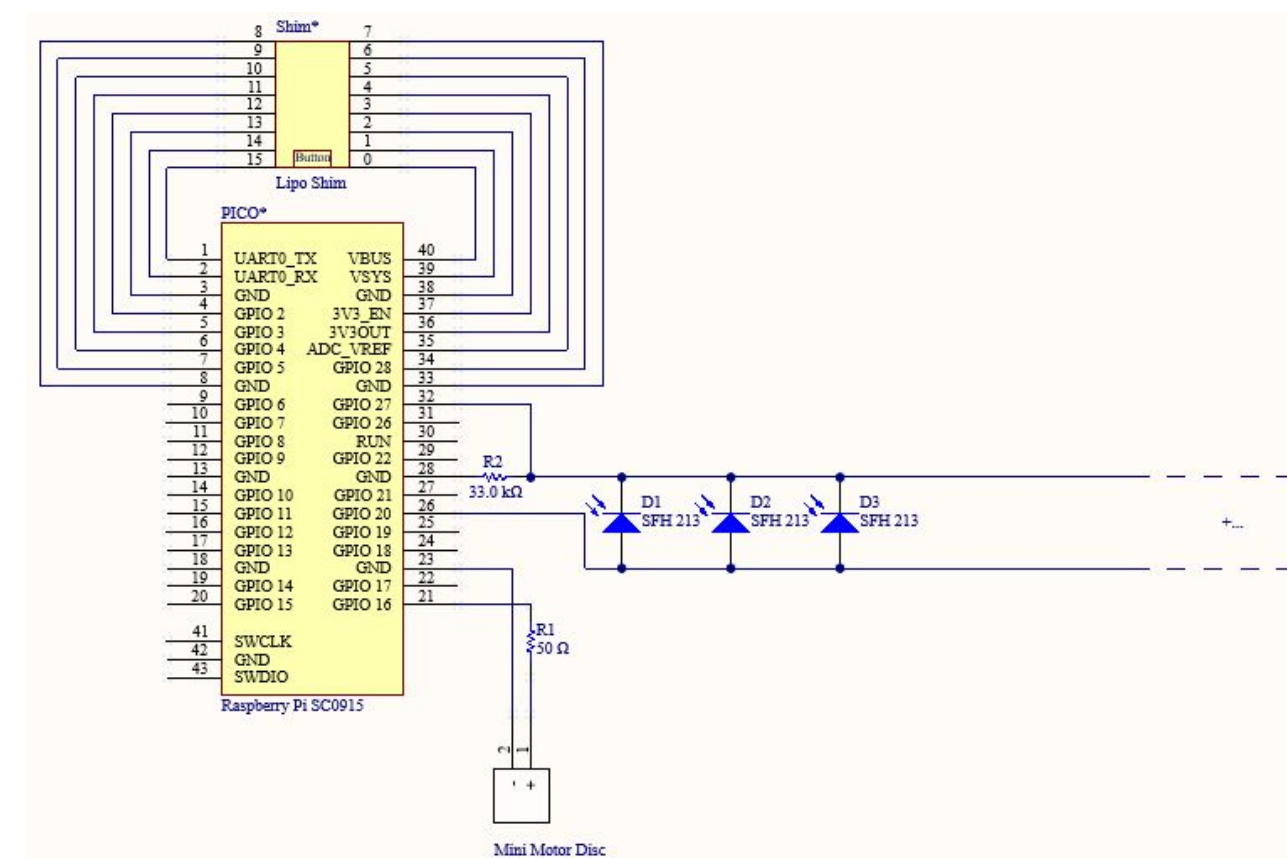 8 Shim* 7
9 6
10 5
11 4
12 3
13 2
14 1
15 Button 0
Lipo Shim
PICO*
1 UART0_TX VBUS 40
2 UART0_RX VSYS 39
3 GND GND 38
4 GPIO 2 3V3_EN 37
5 GPIO 3 3V3OUT 36
6 GPIO 4 ADC_VREF 35
7 GPIO 5 GPIO 28 34
8 GND GND 33
9 GPIO 6 GPIO 27 32
10 GPIO 7 GPIO 26 31
11 GPIO 8 RUN 30
12 GPIO 9 GPIO 22 29
13 GND GND 28
14 GPIO 10 GPIO 21 27
15 GPIO 11 GPIO 20 26
16 GPIO 12 GPIO 19 25
17 GPIO 13 GPIO 18 24
18 GND GND 23
19 GPIO 14 GPIO 17 22
20 GPIO 15 GPIO 16 21
41 SWCLK
42 GND
43 SWDIO
Raspberry Pi SC0915
R2
33.0 kΩ
D1
SFH 213
D2
SFH 213
D3
SFH 213
+...
R1
50 Ω
2 1
- +
Mini Motor Disc